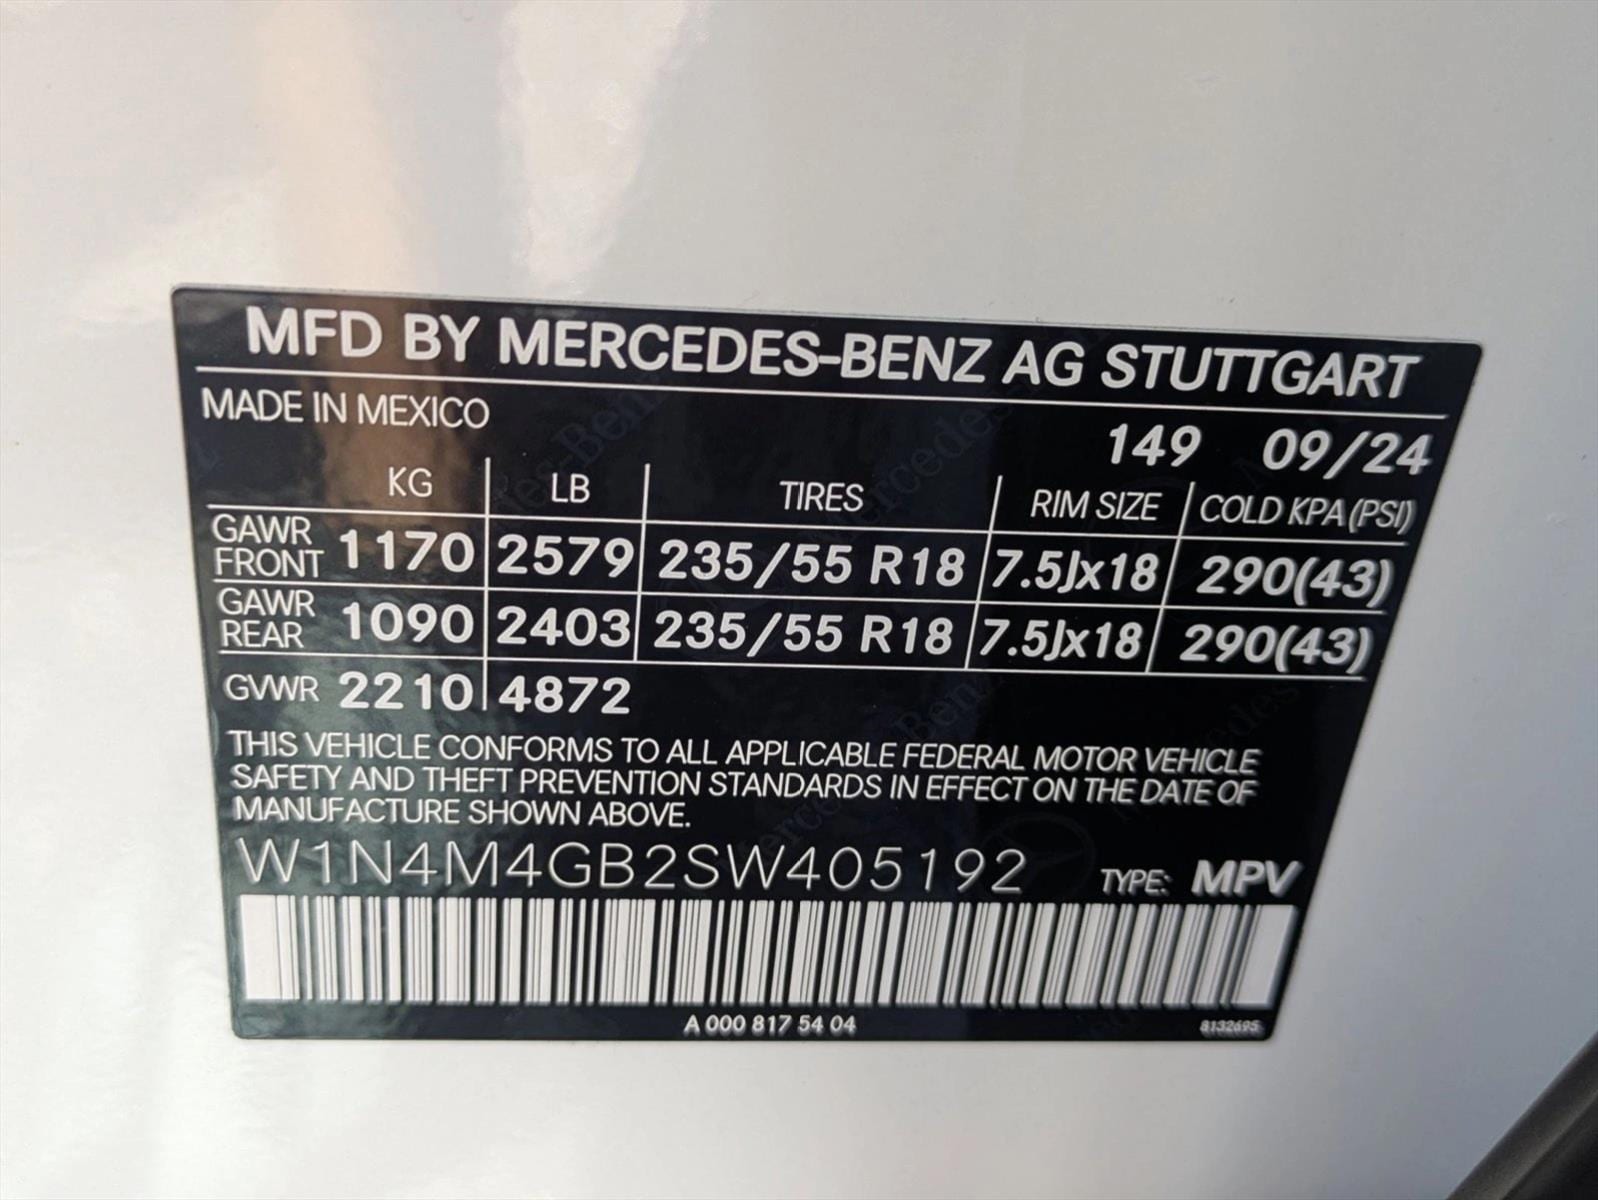 MFD BY MERCEDES-BENZ AG STUTTGART
MADE IN MEXICO
149 09/24
KG LB TIRES RIM SIZE COLD KPA (PSI)
GAWR FRONT 1170 2579 235/55 R18 7.5Jx18 290(43)
GAWR REAR 1090 2403 235/55 R18 7.5Jx18 290(43)
GVWR 2210 4872
THIS VEHICLE CONFORMS TO ALL APPLICABLE FEDERAL MOTOR VEHICLE
SAFETY AND THEFT PREVENTION STANDARDS IN EFFECT ON THE DATE OF
MANUFACTURE SHOWN ABOVE.
W1N4M4GB2SW405192 TYPE: MPV
A 000 817 54 04 8132695